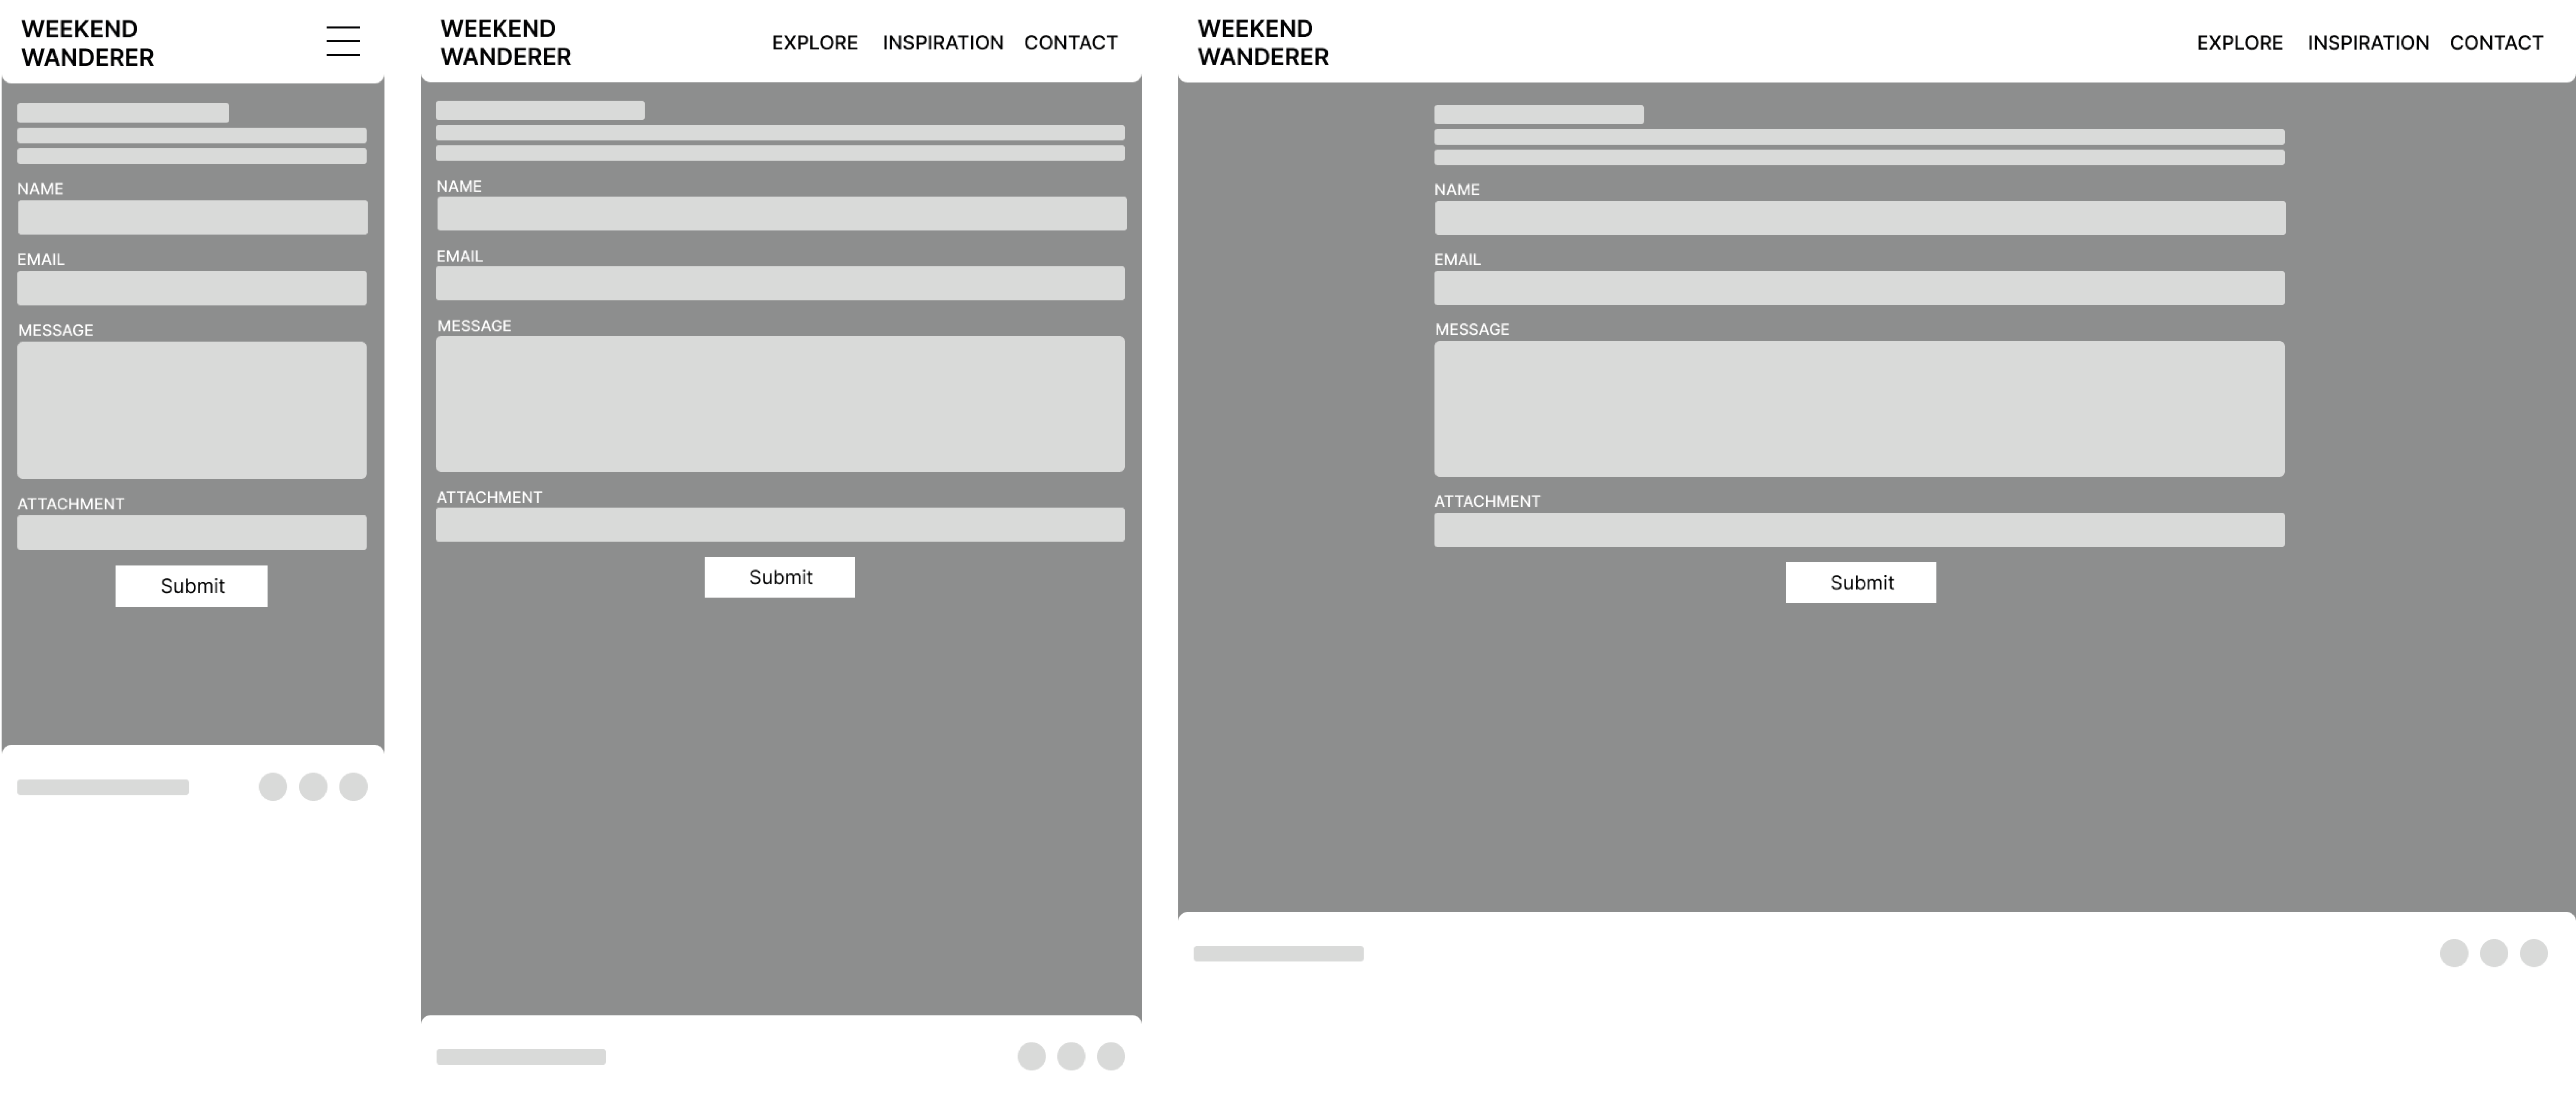 WEEKEND
WANDERER
NAME
EMAIL
MESSAGE
ATTACHMENT
Submit
WEEKEND
WANDERER
EXPLORE INSPIRATION CONTACT
NAME
EMAIL
MESSAGE
ATTACHMENT
Submit
WEEKEND
WANDERER
EXPLORE INSPIRATION CONTACT
NAME
EMAIL
MESSAGE
ATTACHMENT
Submit